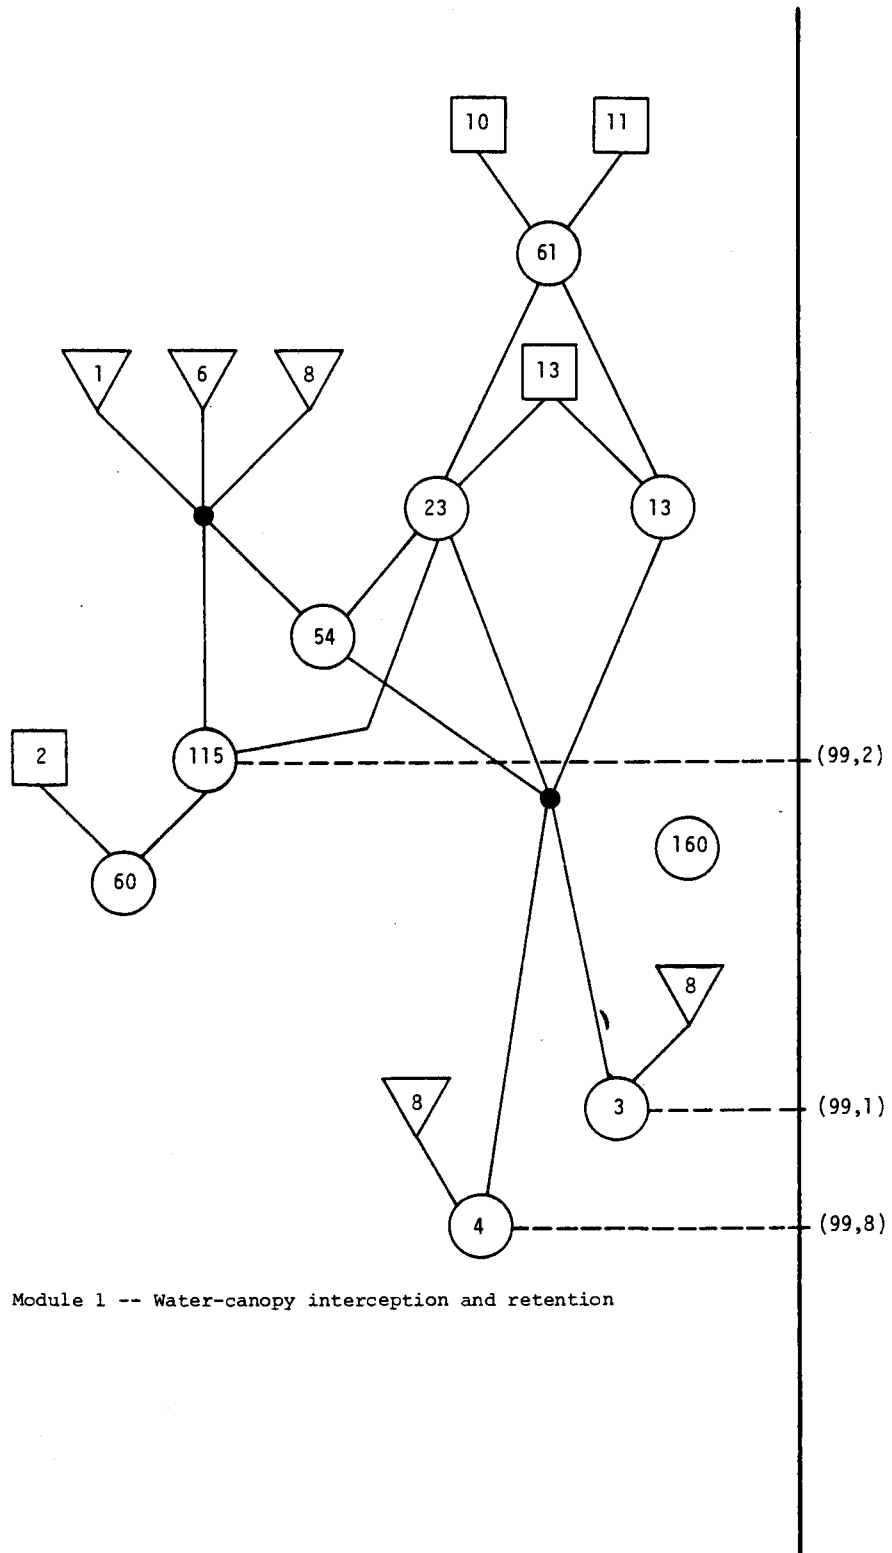 10 11
61
13
1 6 8
23 13
54
2 115 (99,2)
160
60
8
8 3 (99,1)
4 (99,8)
Module 1 -- Water-canopy interception and retention